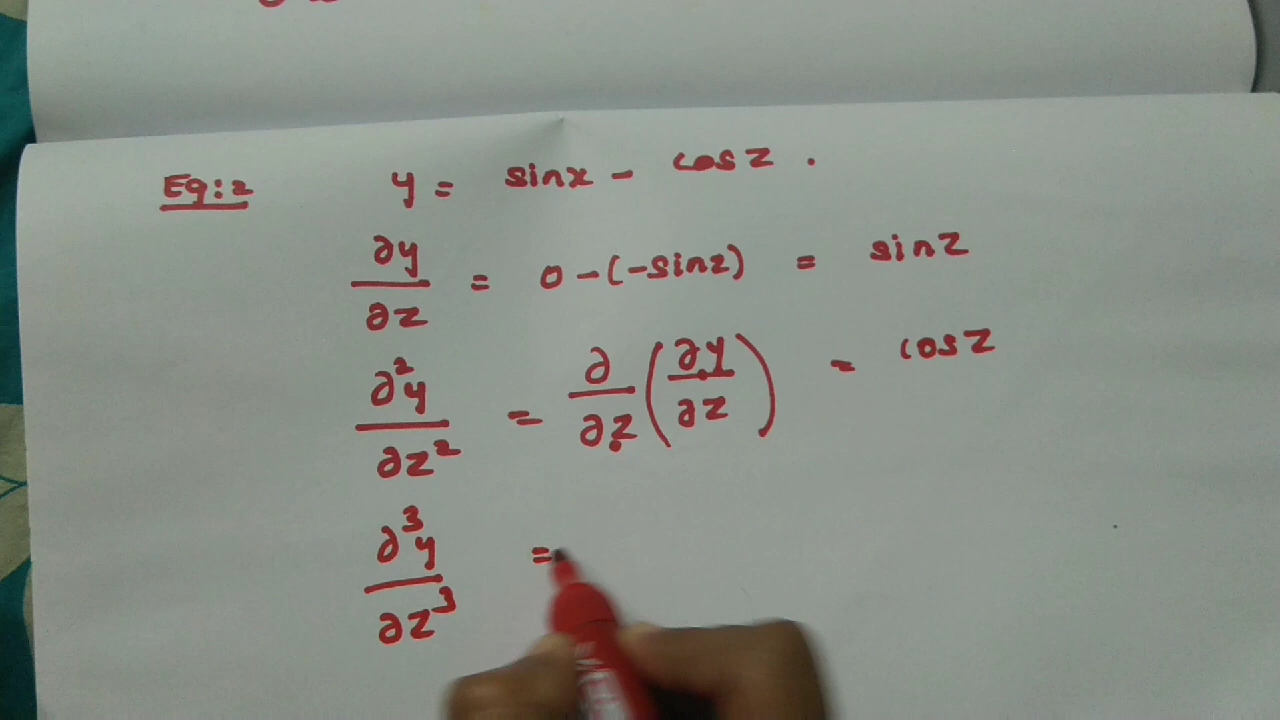 Eg:2 y = sinx - cosz .
∂y/∂z = 0 -(-sinz) = sinz
∂²y/∂z² = ∂/∂z (∂y/∂z) = cosz
∂³y/∂z³ =